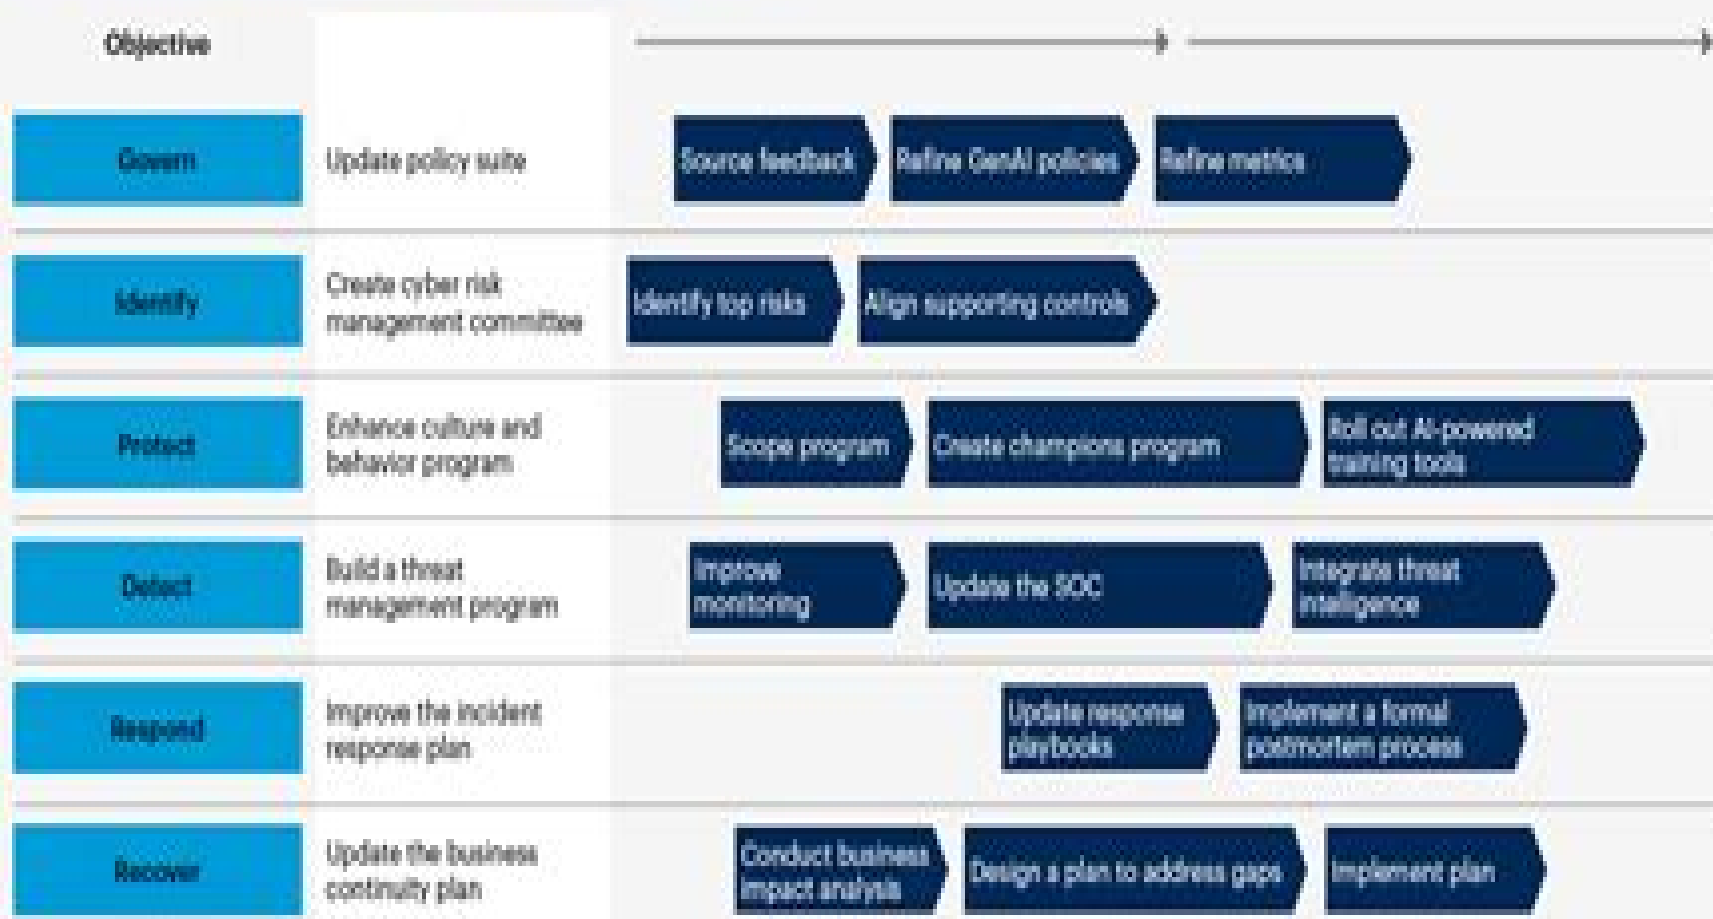 Objective
Govern
Update policy suite
Source feedback
Refine GenAI policies
Refine metrics
Identify
Create cyber risk
management committee
Identify top risks
Align supporting controls
Protect
Enhance culture and
behavior program
Scope program
Create champions program
Roll out AI-powered
training tools
Detect
Build a threat
management program
Improve
monitoring
Update the SOC
Integrate threat
intelligence
Respond
Improve the incident
response plan
Update response
playbooks
Implement a formal
postmortem process
Recover
Update the business
continuity plan
Conduct business
impact analysis
Design a plan to address gaps
Implement plan